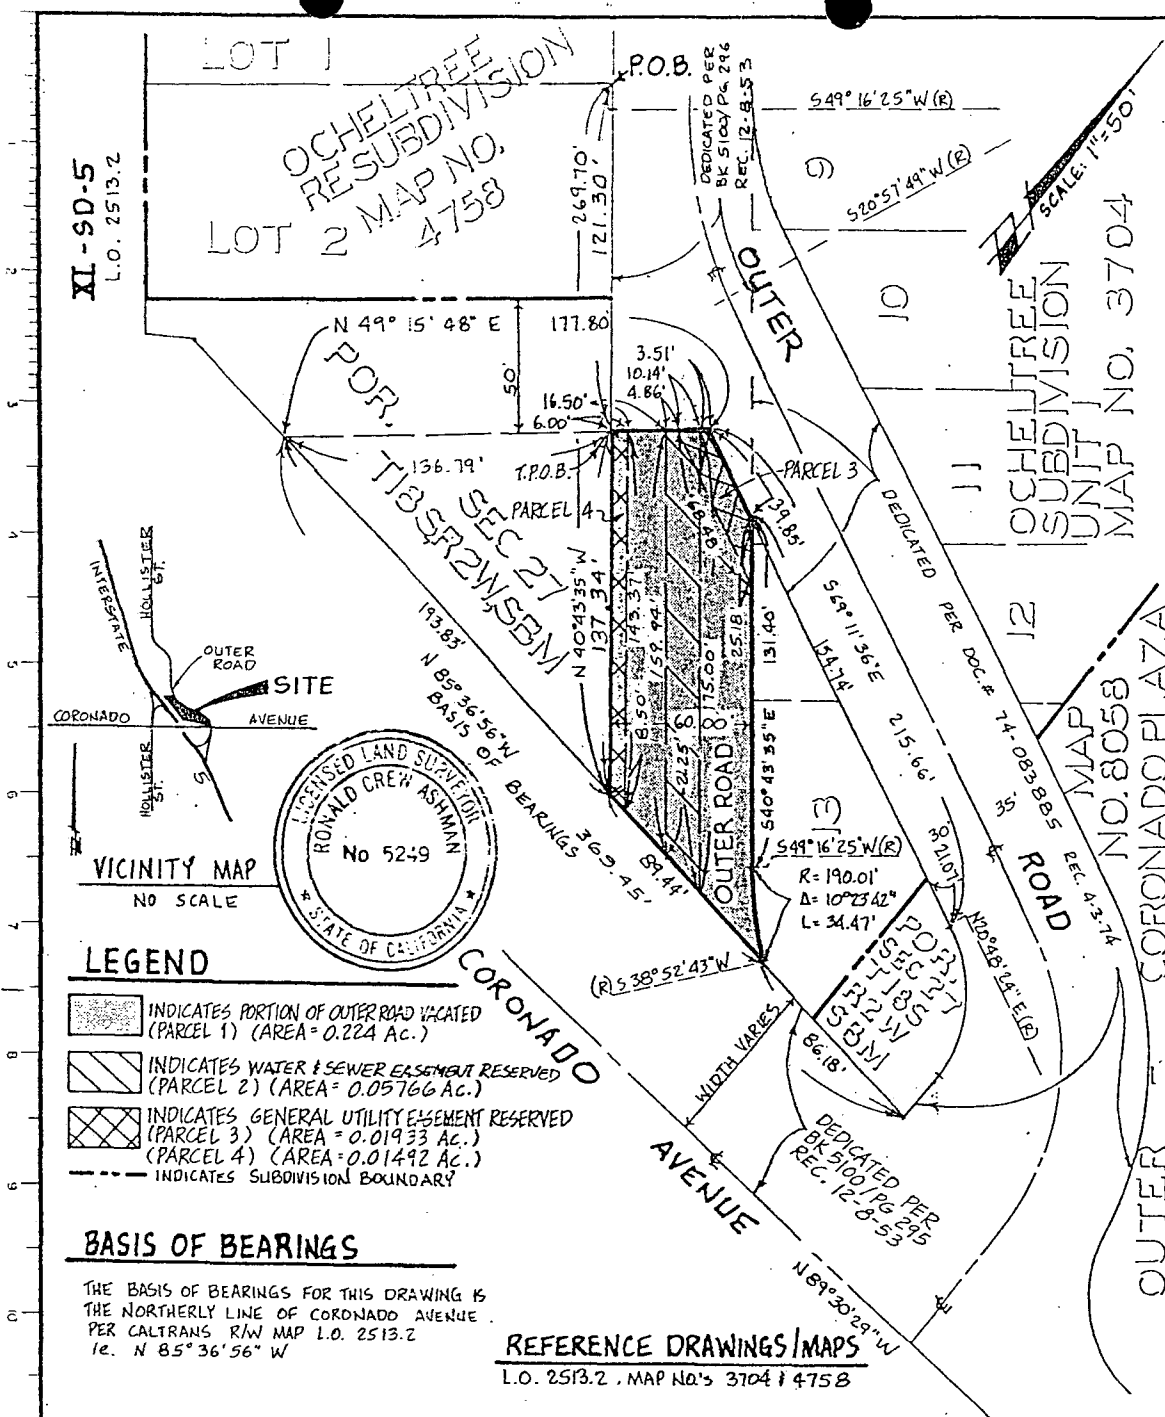 LOT 1
OCHELTREE
RESUBDIVISION
MAP NO.
4758
LOT 2
XI-SD-5
L.O. 2513.2
P.O.B.
269.70'
121.30'
DEDICATED PER
BK 5100/PG 296
REC. 12-8-53
S49°16'25"W(R)
S20°57'49"W(R)
SCALE: 1"=50'
9
10
11
12
13
OCHELTREE
SUBDIVISION
UNIT 1
MAP NO. 3704
OUTER
N 49° 15' 48" E
177.80'
50'
3.51'
10.14'
4.86'
16.50'
6.00'
136.79'
T.P.O.B.
PARCEL 4
PARCEL 3
39.85'
POR.
SEC 27
T18S,R2W,SBM
N 40°43'35"W
137.34'
143.37'
159.94'
68.48'
175.00'
25.18'
131.40'
8.50'
60'
21.25'
8'
OUTER ROAD
S40°43'35"E
193.83'
N 85°36'56"W
BASIS OF BEARINGS
369.45'
89.44'
S69°11'36"E
154.74'
215.66'
35'
30'
21.07'
DEDICATED PER DOC.# 74-083885 REC. 4-3-74
ROAD
MAP
NO. 8058
CORONADO PLAZA
S49°16'25"W(R)
R= 190.01'
Δ= 10°23'42"
L= 34.47'
(R) S38°52'43"W
N20°48'24"E(R)
POR.
SEC. 27
T18S
R2W
SBM
86.18'
WIDTH VARIES
DEDICATED PER
BK 5100/PG 295
REC. 12-8-53
CORONADO
AVENUE
N89°30'29"W
OUTER
HOLLISTER
ST.
INTERSTATE
OUTER
ROAD
SITE
CORONADO
AVENUE
HOLLISTER
ST.
5
VICINITY MAP
NO SCALE
LICENSED LAND SURVEYOR
RONALD CREW ASHMAN
No 5249
STATE OF CALIFORNIA
LEGEND
INDICATES PORTION OF OUTER ROAD VACATED
(PARCEL 1) (AREA = 0.224 AC.)
INDICATES WATER & SEWER EASEMENT RESERVED
(PARCEL 2) (AREA = 0.05766 AC.)
INDICATES GENERAL UTILITY EASEMENT RESERVED
(PARCEL 3) (AREA = 0.01933 AC.)
(PARCEL 4) (AREA = 0.01492 AC.)
INDICATES SUBDIVISION BOUNDARY
BASIS OF BEARINGS
THE BASIS OF BEARINGS FOR THIS DRAWING IS
THE NORTHERLY LINE OF CORONADO AVENUE
PER CALTRANS R/W MAP L.O. 2513.2
ie. N 85°36'56" W
REFERENCE DRAWINGS/MAPS
L.O. 2513.2, MAP NO.'s 3704 & 4758